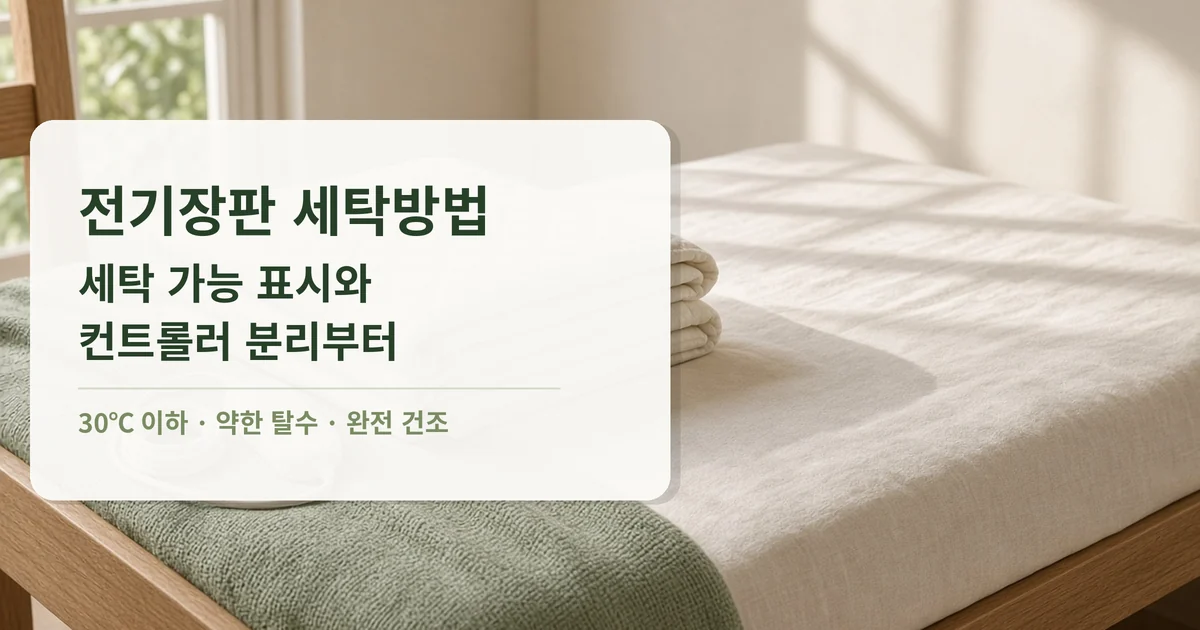 전기장판 세탁방법
세탁 가능 표시와
컨트롤러 분리부터
30℃ 이하 · 약한 탈수 · 완전 건조